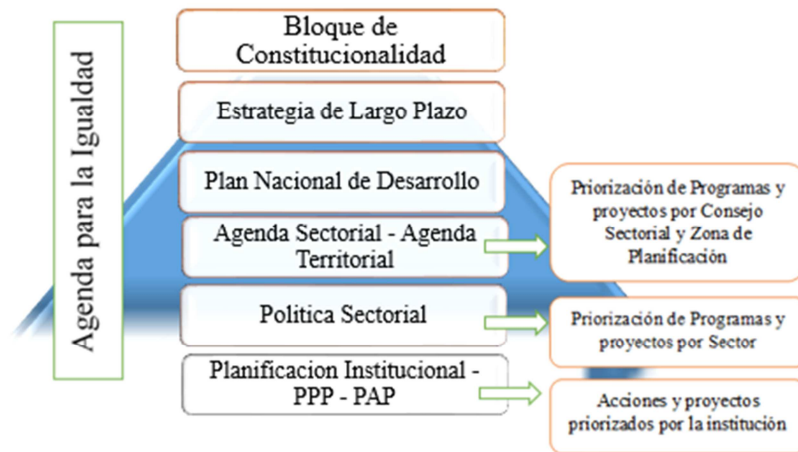 Agenda para la Igualdad
Bloque de
Constitucionalidad
Estrategia de Largo Plazo
Plan Nacional de Desarrollo
Agenda Sectorial - Agenda
Territorial
Politica Sectorial
Planificacion Institucional -
PPP - PAP
Priorización de Programas y
proyectos por Consejo
Sectorial y Zona de
Planificación
Priorización de Programas y
proyectos por Sector
Acciones y proyectos
priorizados por la institución